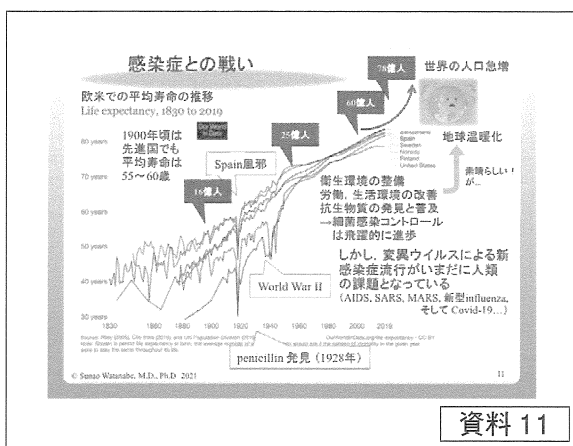 感染症との戦い
欧米での平均寿命の推移
Life expectancy, 1830 to 2019
1900年頃は
先進国でも
平均寿命は
55〜60歳
Spain風邪
16億人
25億人
60億人
78億人
世界の人口急増
地球温暖化
素晴らしい!
が...
Sweden
Norway
Finland
United States
衛生環境の整備
労働，生活環境の改善
抗生物質の発見と普及
→細菌感染コントロール
は飛躍的に進歩
しかし，変異ウイルスによる新
感染症流行がいまだに人類
の課題となっている
(AIDS, SARS, MARS, 新型influenza,
そして Covid-19…)
World War II
80 years
70 years
60 years
50 years
40 years
30 years
1830
1860
1880
1900
1920
1940
1960
1980
2000
2019
penicillin 発見（1928年）
© Sunao Watanabe, M.D., Ph.D 2021
11
資料11